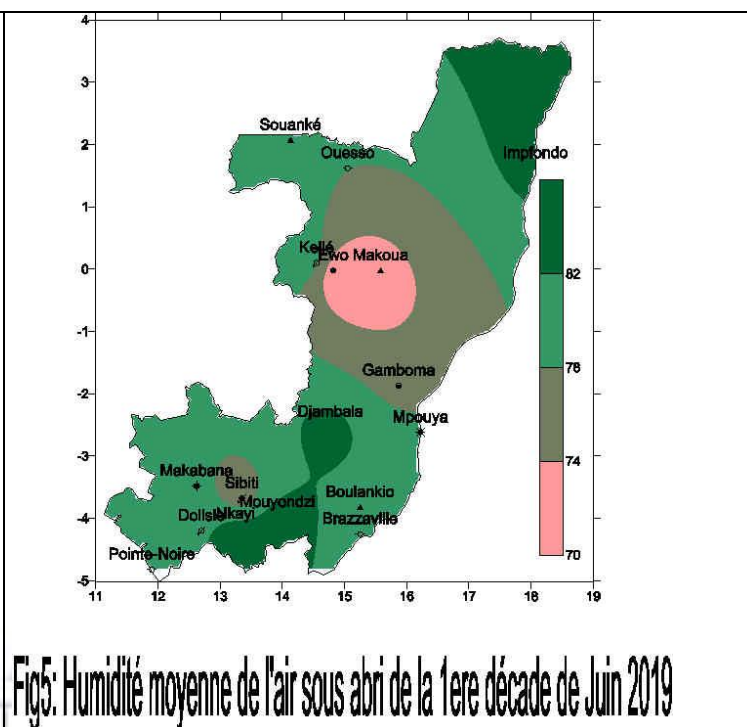 4
3
2
1
0
-1
-2
-3
-4
-5
11 12 13 14 15 16 17 18 19
Souanké
Ouesso
Impfondo
Kellé
Ewo Makoua
Gamboma
Djambala
Mpouya
Makabana
Sibiti
Mouyondzi
Boulankio
Dolisie
Nkayi
Brazzaville
Pointe-Noire
82
78
74
70
Fig5: Humidité moyenne de l'air sous abri de la 1ere décade de Juin 2019